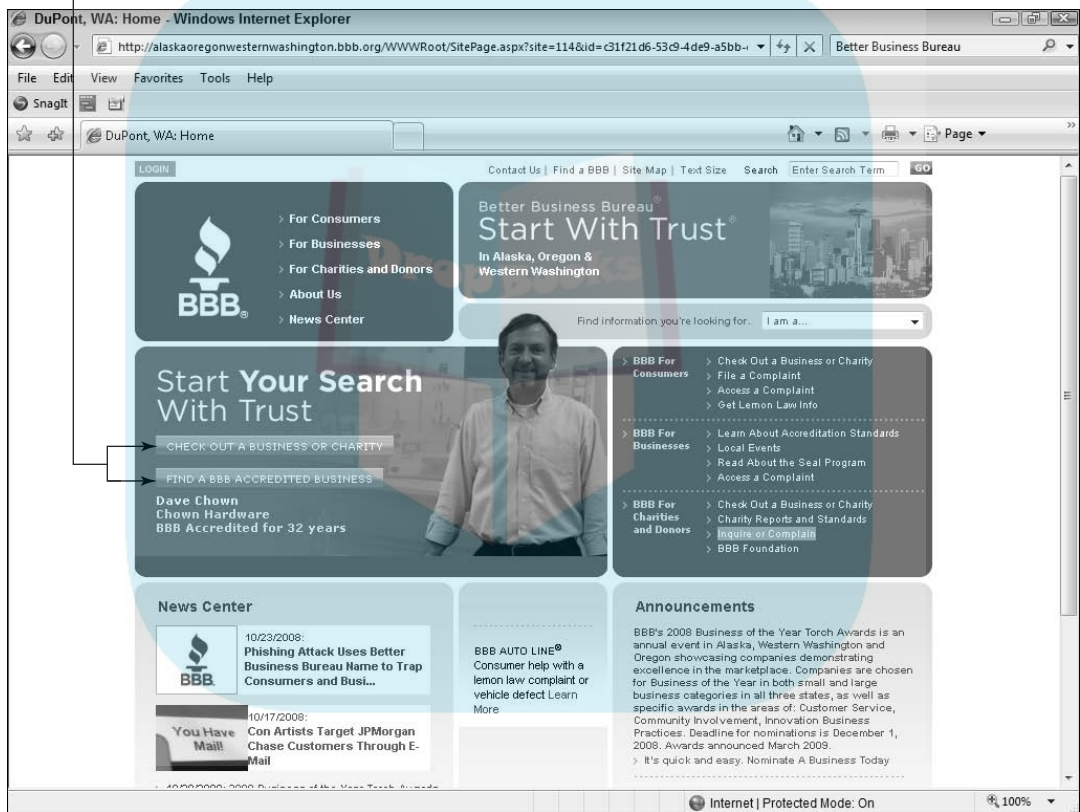 DuPont, WA: Home - Windows Internet Explorer
http://alaskaoregonwesternwashington.bbb.org/WWWRoot/SitePage.aspx?site=114&id=c31f21d6-53c9-4de9-a5bb-
Better Business Bureau
File Edit View Favorites Tools Help
SnagIt
DuPont, WA: Home
Page
LOGIN
Contact Us | Find a BBB | Site Map | Text Size Search Enter Search Term GO
BBB®
> For Consumers
> For Businesses
> For Charities and Donors
> About Us
> News Center
Better Business Bureau®
Start With Trust®
In Alaska, Oregon &
Western Washington
Drop Books
Find information you're looking for. I am a...
Start Your Search
With Trust
CHECK OUT A BUSINESS OR CHARITY
FIND A BBB ACCREDITED BUSINESS
Dave Chown
Chown Hardware
BBB Accredited for 32 years
> BBB For Consumers
> Check Out a Business or Charity
> File a Complaint
> Access a Complaint
> Get Lemon Law Info
> BBB For Businesses
> Learn About Accreditation Standards
> Local Events
> Read About the Seal Program
> Access a Complaint
> BBB For Charities and Donors
> Check Out a Business or Charity
> Charity Reports and Standards
> Inquire or Complain
> BBB Foundation
News Center
BBB
10/23/2008:
Phishing Attack Uses Better
Business Bureau Name to Trap
Consumers and Busi...
You Have
Mail!
10/17/2008:
Con Artists Target JPMorgan
Chase Customers Through E-
Mail
BBB AUTO LINE®
Consumer help with a
lemon law complaint or
vehicle defect Learn
More
Announcements
BBB's 2008 Business of the Year Torch Awards is an
annual event in Alaska, Western Washington and
Oregon showcasing companies demonstrating
excellence in the marketplace. Companies are chosen
for Business of the Year in both small and large
business categories in all three states, as well as
specific awards in the areas of: Customer Service,
Community Involvement, Innovation Business
Practices. Deadline for nominations is December 1,
2008. Awards announced March 2009.
> It's quick and easy. Nominate A Business Today
Internet | Protected Mode: On
100%